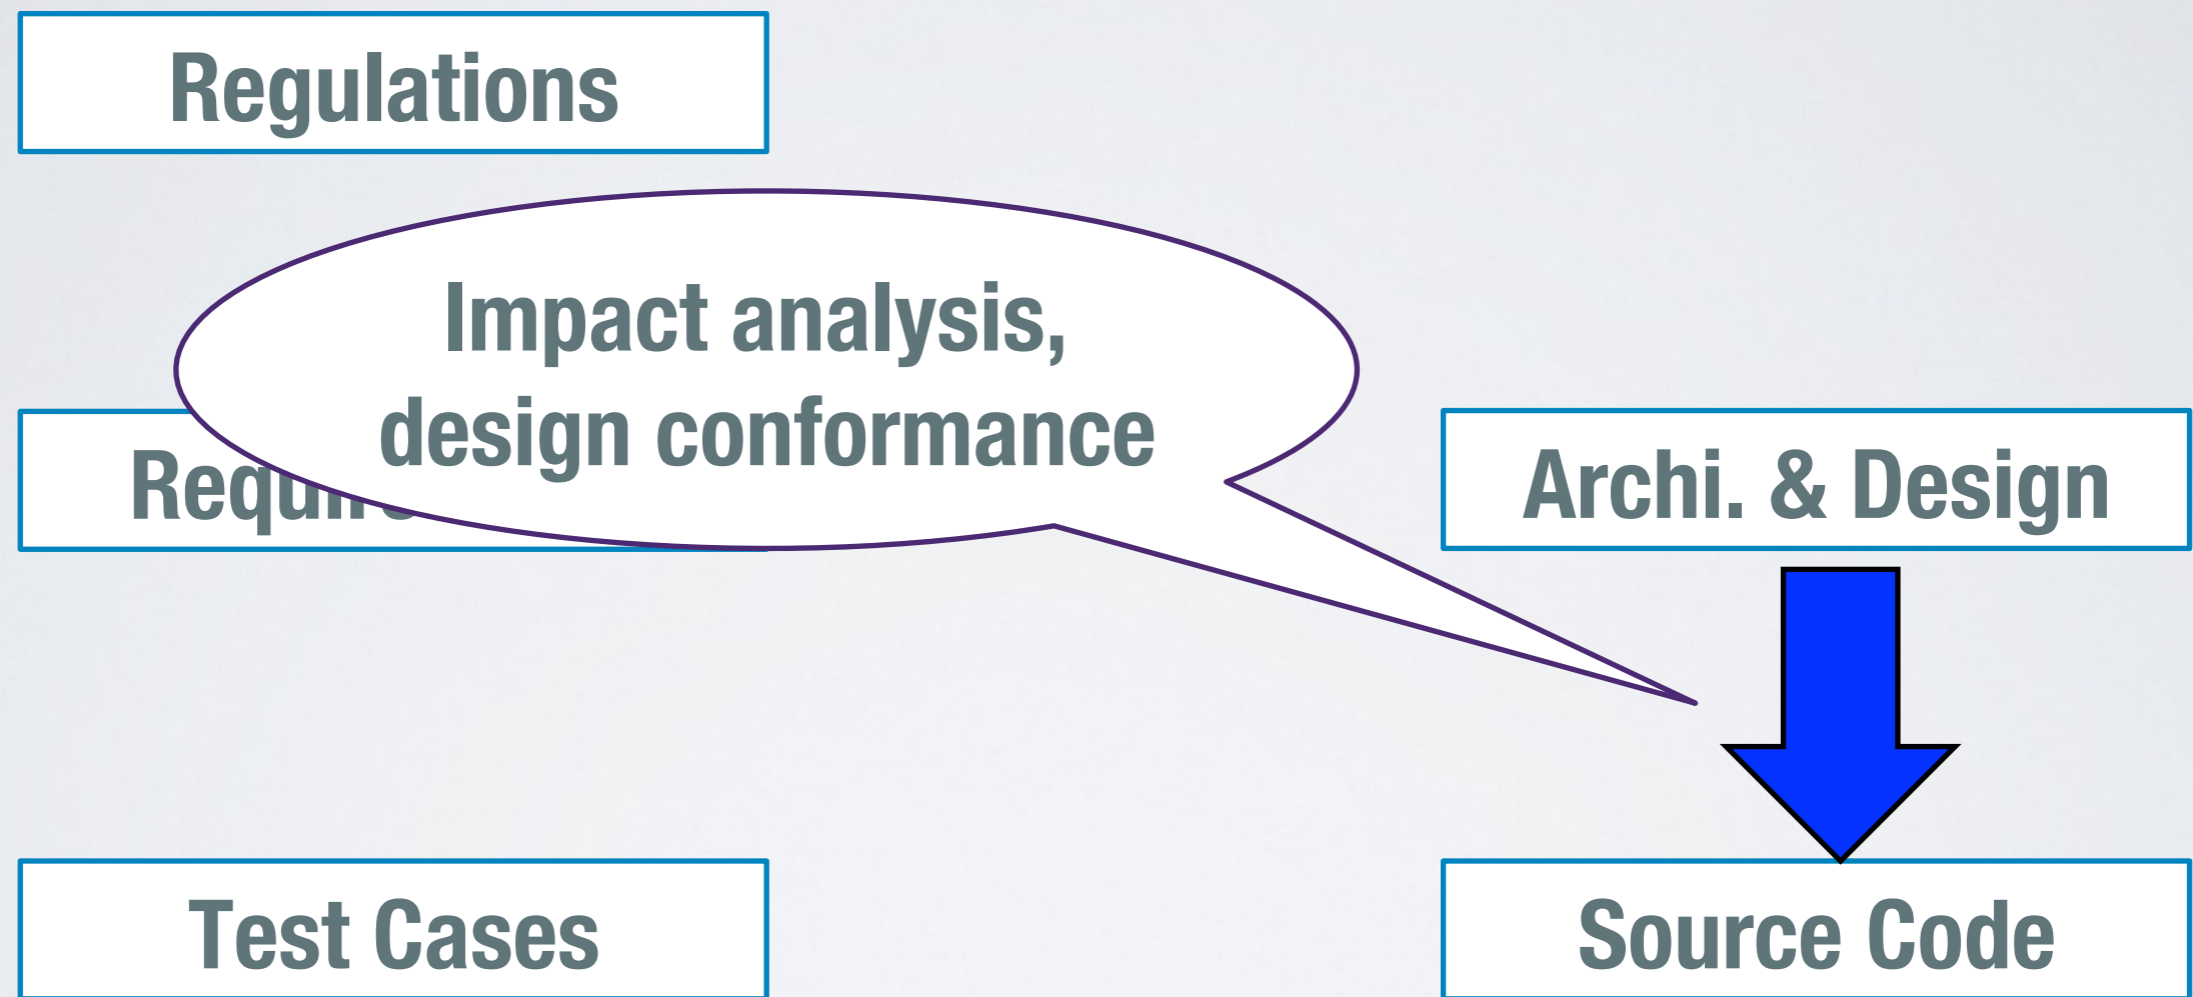 Regulations
Impact analysis,
design conformance
Archi. & Design
Test Cases
Source Code